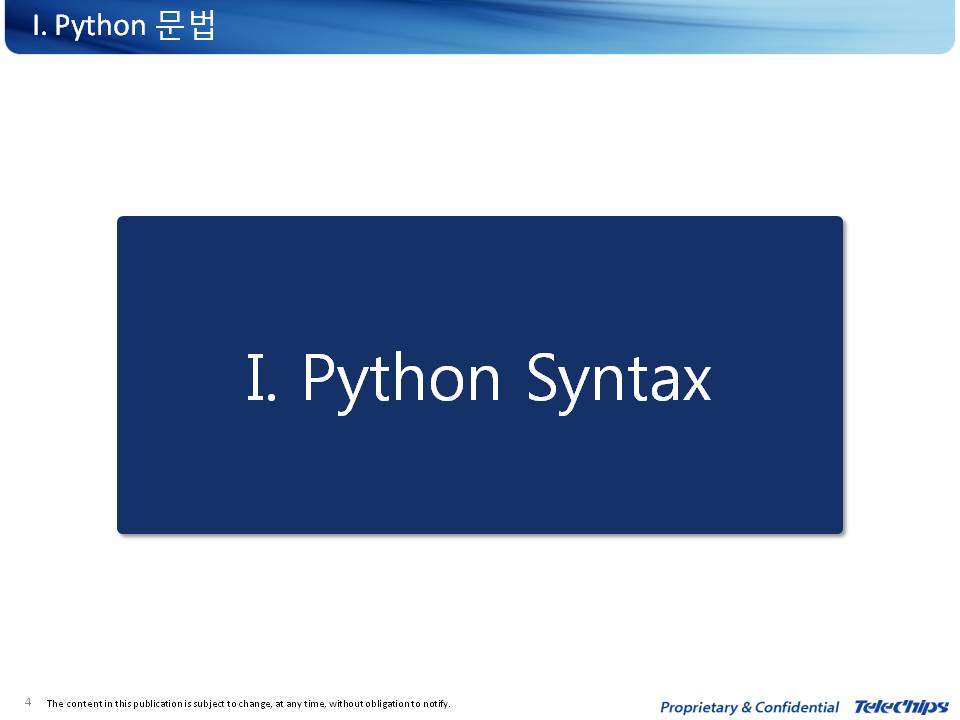 I. Python 문법
I. Python Syntax
4 The content in this publication is subject to change, at any time, without obligation to notify.
Proprietary & Confidential Telechips